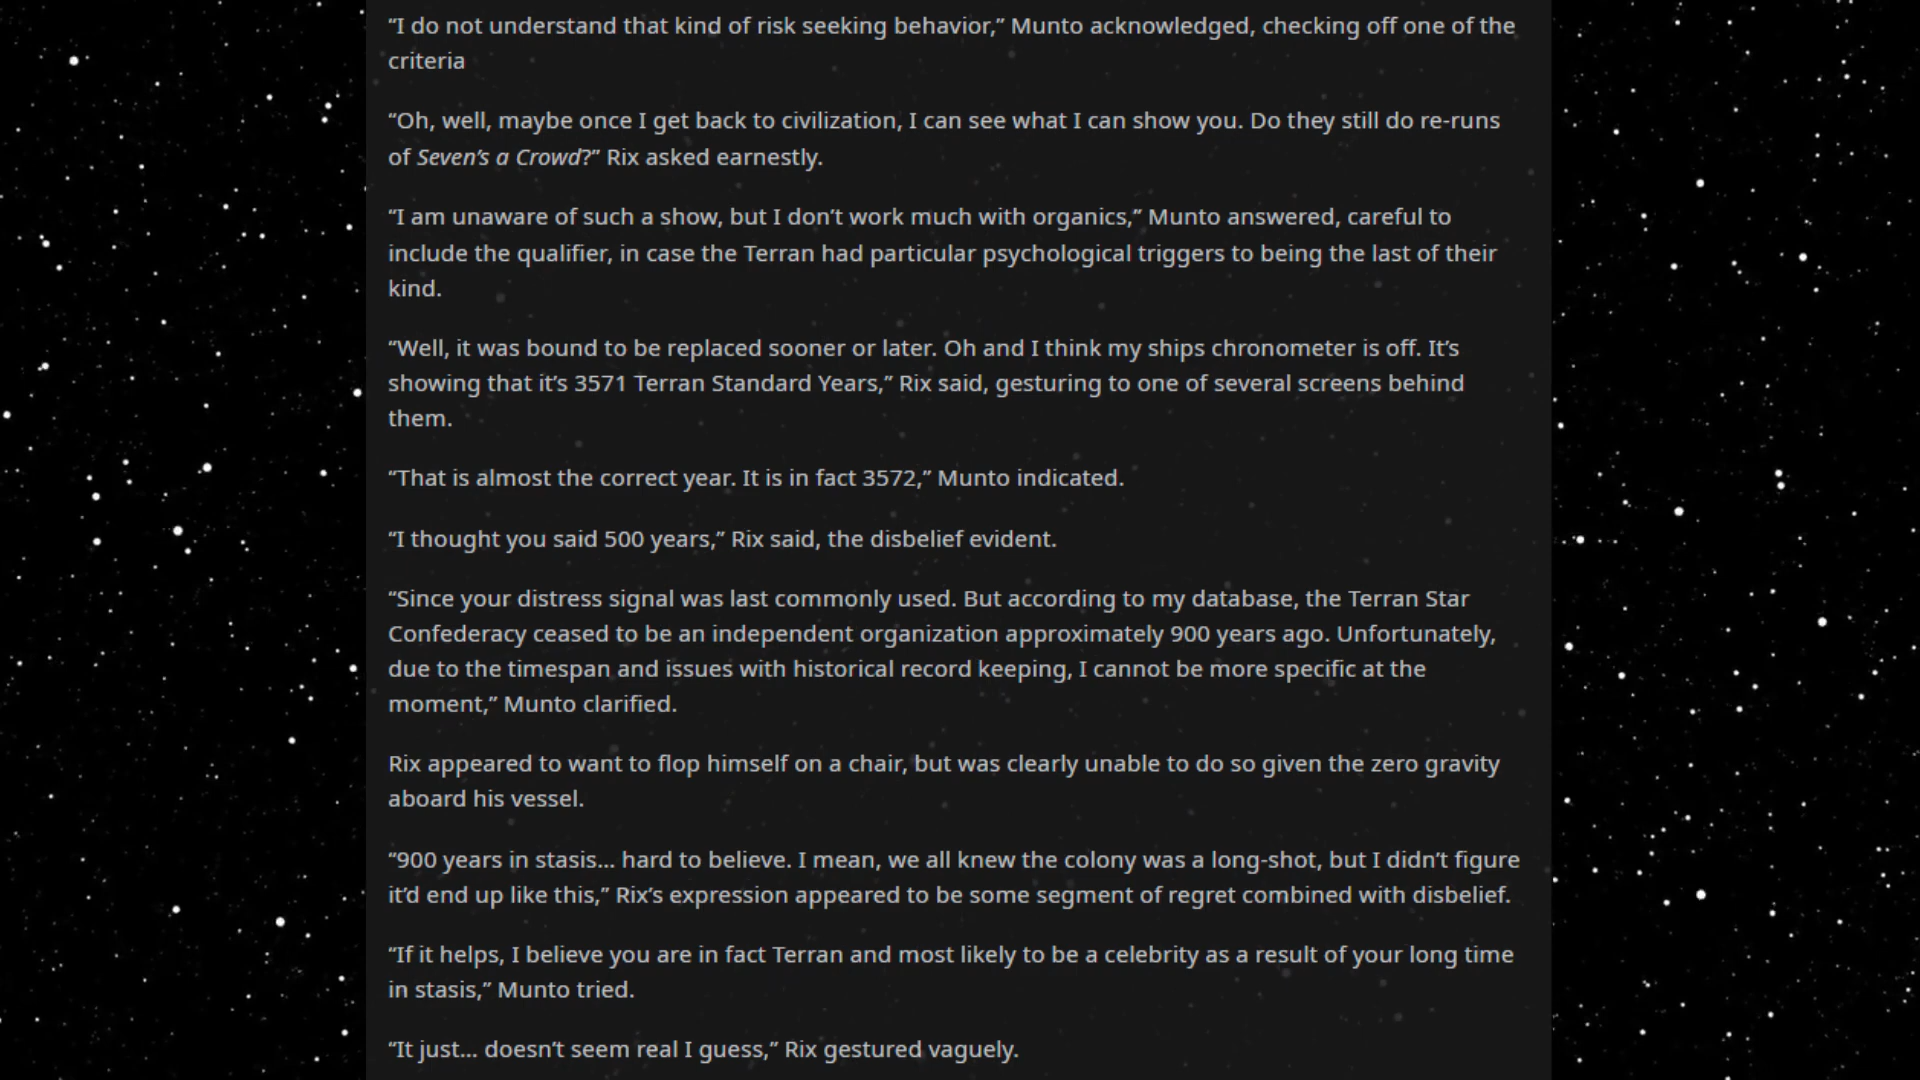 “I do not understand that kind of risk seeking behavior,” Munto acknowledged, checking off one of the
criteria
“Oh, well, maybe once I get back to civilization, I can see what I can show you. Do they still do re-runs
of Seven’s a Crowd?” Rix asked earnestly.
“I am unaware of such a show, but I don’t work much with organics,” Munto answered, careful to
include the qualifier, in case the Terran had particular psychological triggers to being the last of their
kind.
“Well, it was bound to be replaced sooner or later. Oh and I think my ships chronometer is off. It’s
showing that it’s 3571 Terran Standard Years,” Rix said, gesturing to one of several screens behind
them.
“That is almost the correct year. It is in fact 3572,” Munto indicated.
“I thought you said 500 years,” Rix said, the disbelief evident.
“Since your distress signal was last commonly used. But according to my database, the Terran Star
Confederacy ceased to be an independent organization approximately 900 years ago. Unfortunately,
due to the timespan and issues with historical record keeping, I cannot be more specific at the
moment,” Munto clarified.
Rix appeared to want to flop himself on a chair, but was clearly unable to do so given the zero gravity
aboard his vessel.
“900 years in stasis… hard to believe. I mean, we all knew the colony was a long-shot, but I didn’t figure
it’d end up like this,” Rix’s expression appeared to be some segment of regret combined with disbelief.
“If it helps, I believe you are in fact Terran and most likely to be a celebrity as a result of your long time
in stasis,” Munto tried.
“It just… doesn’t seem real I guess,” Rix gestured vaguely.